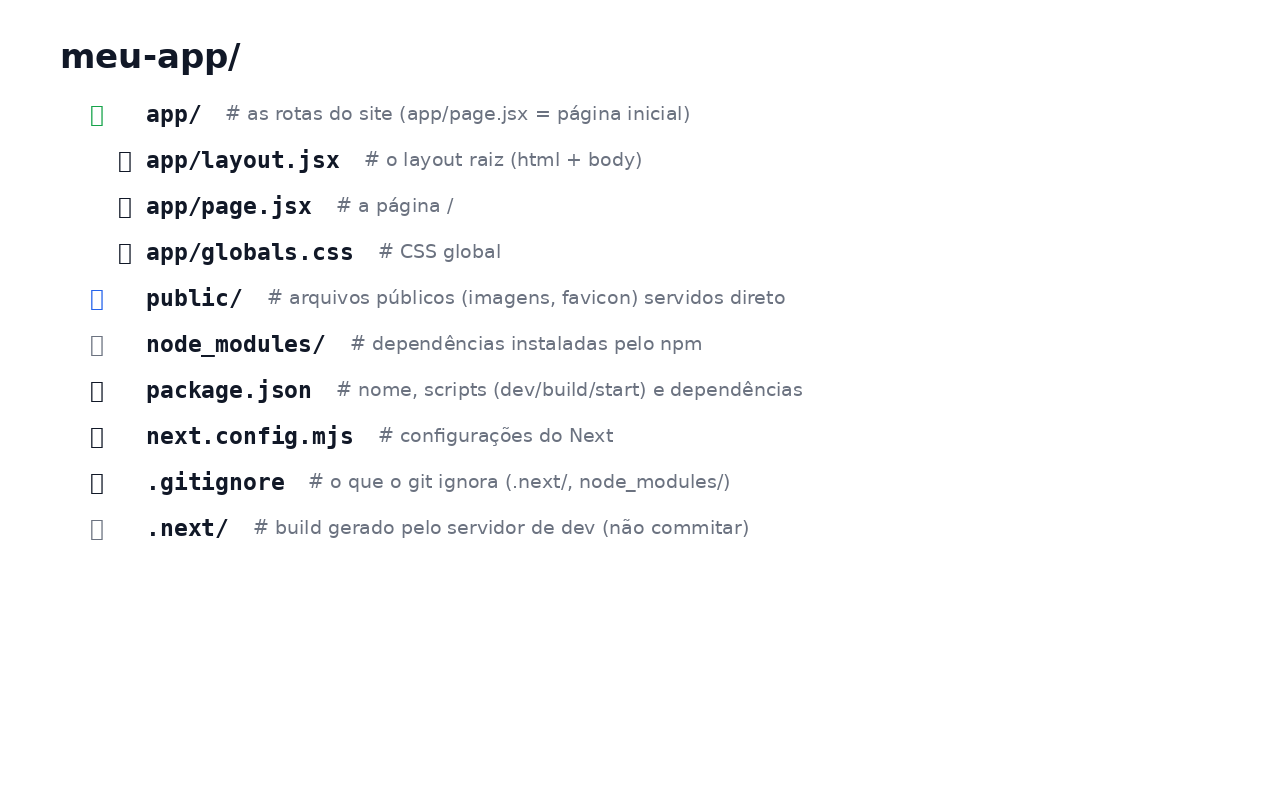 meu-app/
app/ # as rotas do site (app/page.jsx = página inicial)
app/layout.jsx # o layout raiz (html + body)
app/page.jsx # a página /
app/globals.css # CSS global
public/ # arquivos públicos (imagens, favicon) servidos direto
node_modules/ # dependências instaladas pelo npm
package.json # nome, scripts (dev/build/start) e dependências
next.config.mjs # configurações do Next
.gitignore # o que o git ignora (.next/, node_modules/)
.next/ # build gerado pelo servidor de dev (não commitar)